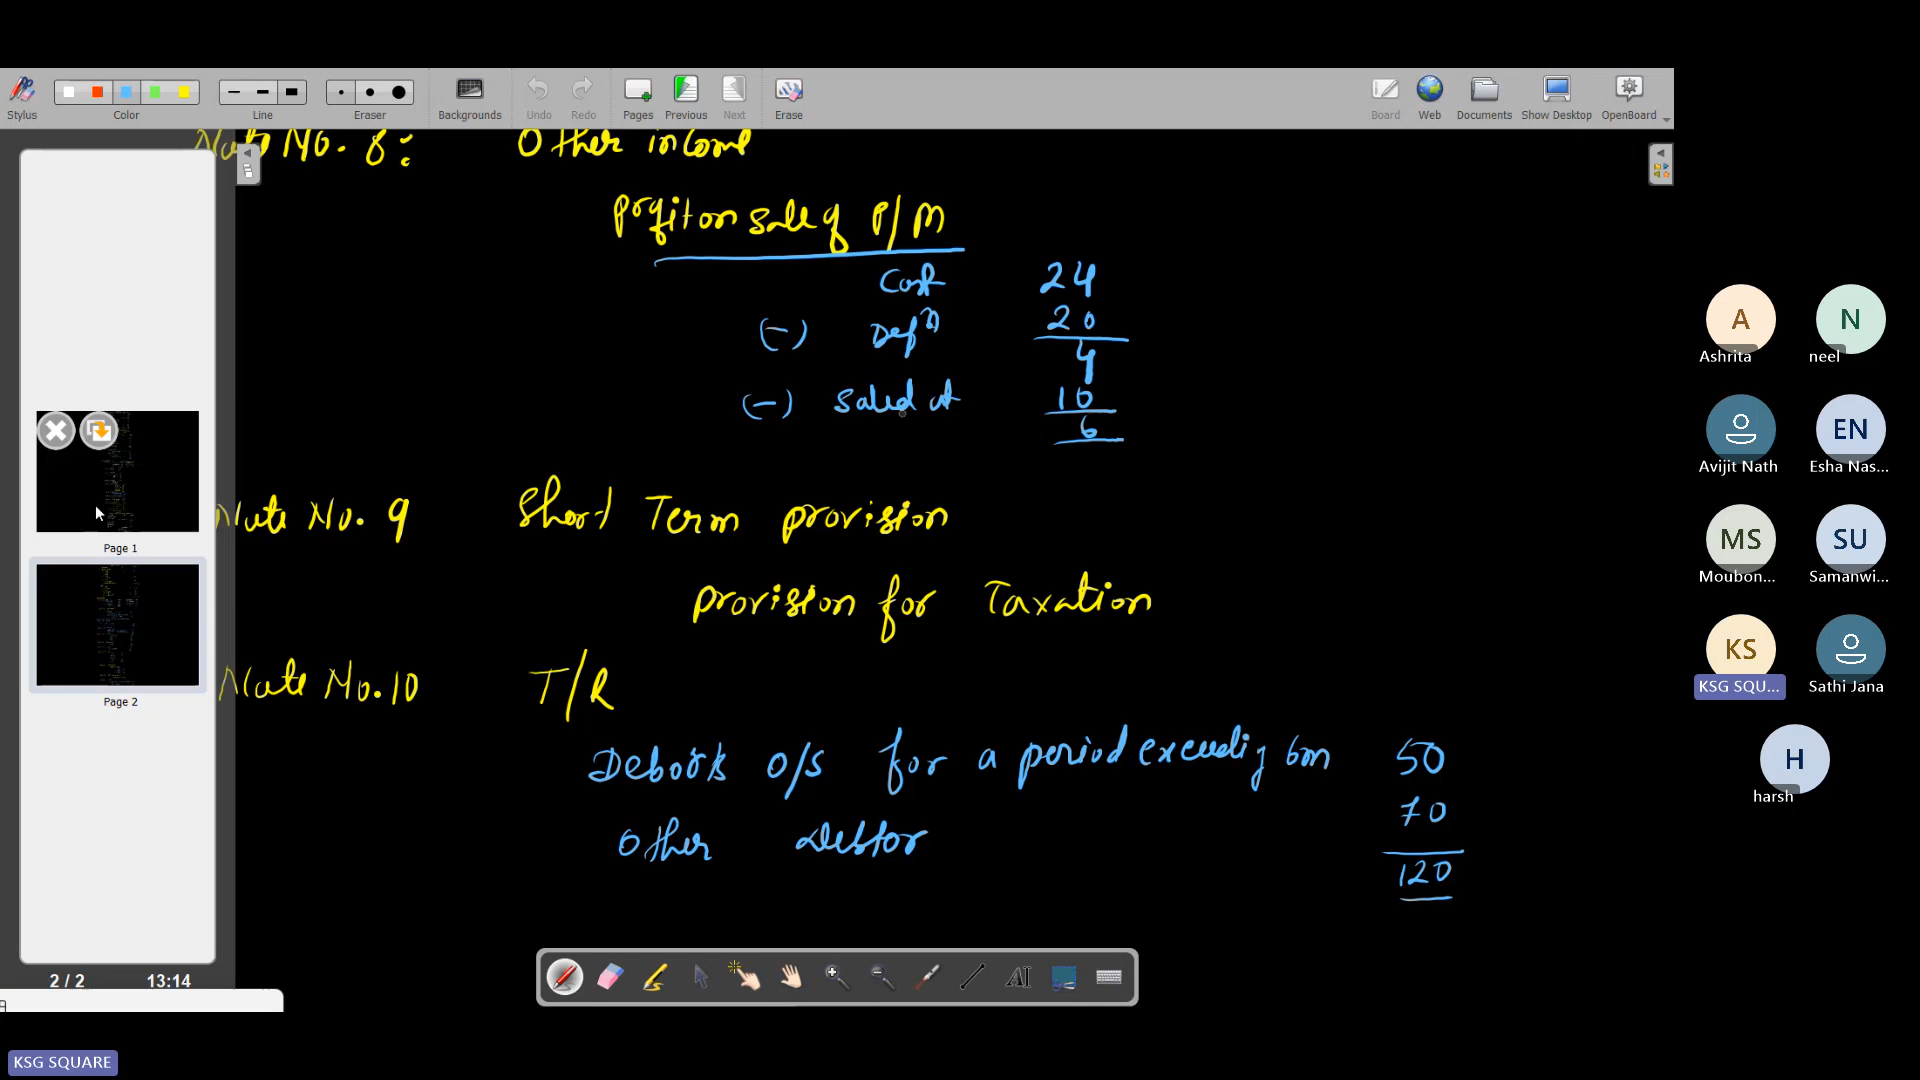 Stylus
Color
Line
Eraser
Backgrounds
Undo
Redo
Pages
Previous
Next
Erase
Board
Web
Documents
Show Desktop
OpenBoard
Note No. 8: Other income
Profit on sale of P/M
Cost 24
(-) Depn 20
4
(-) Saled at 10
6
Note No. 9 Short Term provision
provision for Taxation
Note No. 10 T/R
Debtors o/s for a period exceeding 6m 50
Other Debtor 70
120
Page 1
Page 2
2 / 2 13:14
AI
A
Ashrita
N
neel
Avijit Nath
EN
Esha Nas...
MS
Moubon...
SU
Samanwi...
KS
KSG SQU...
Sathi Jana
H
harsh
KSG SQUARE